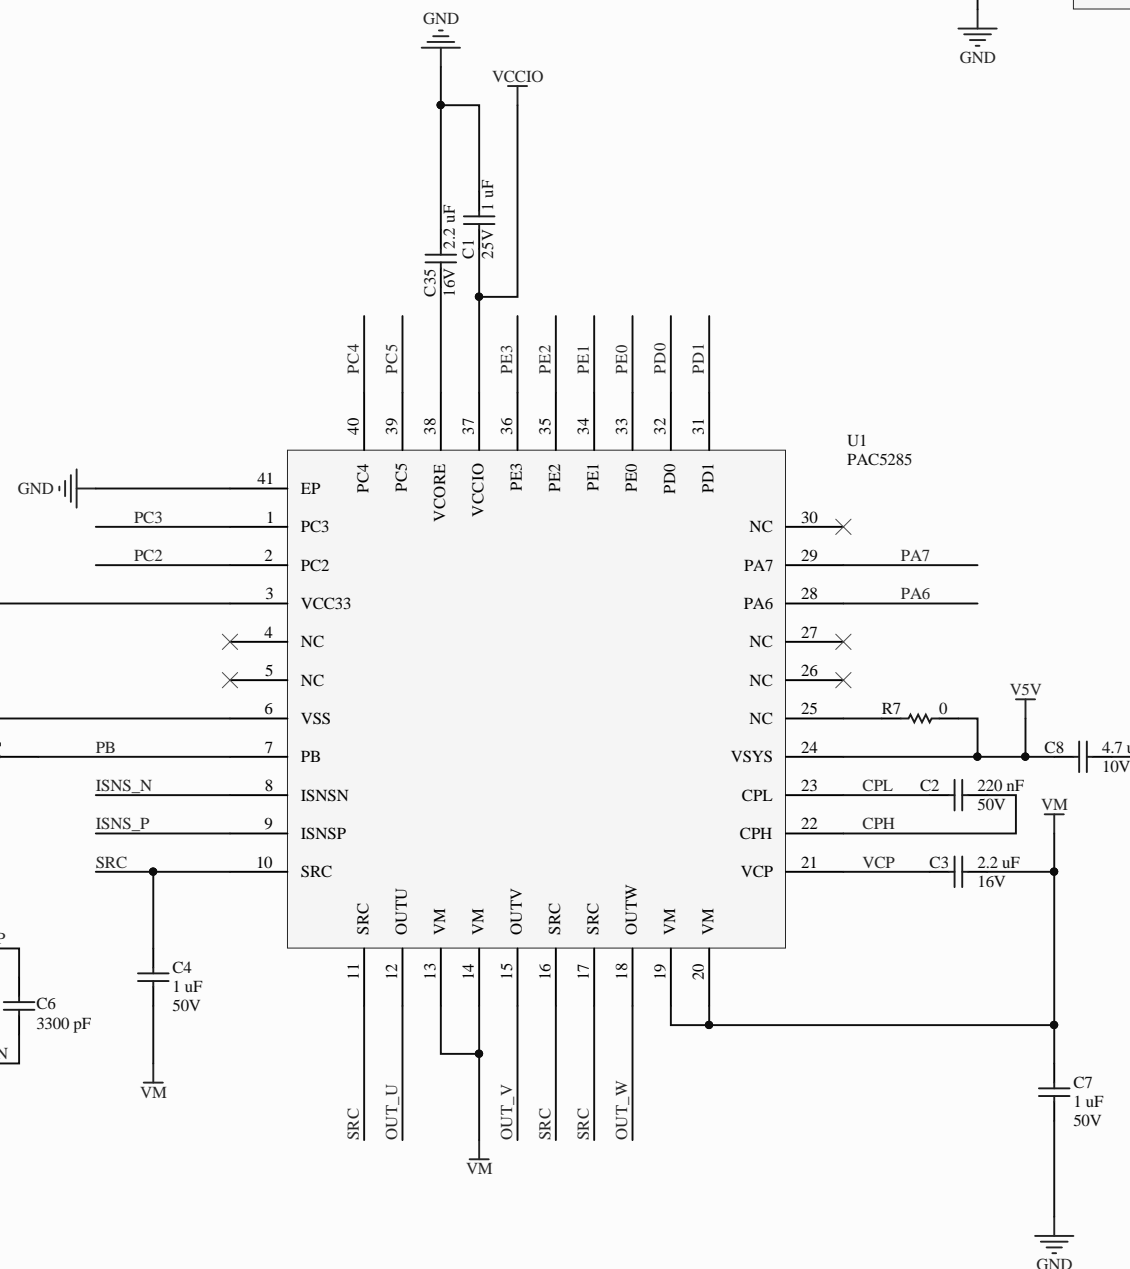 GND
GND
VCCIO
C35
2.2 uF
16V
C1
1 uF
25V
PC4
PC5
PE3
PE2
PE1
PE0
PD0
PD1
40
39
38
37
36
35
34
33
32
31
U1
PAC5285
PC4
PC5
VCORE
VCCIO
PE3
PE2
PE1
PE0
PD0
PD1
GND
41
EP
PC3
1
PC3
NC
30
PC2
2
PC2
PA7
29
PA7
3
VCC33
PA6
28
PA6
4
NC
NC
27
5
NC
NC
26
V5V
6
VSS
NC
25
R7
0
PB
7
PB
VSYS
24
C8
4.7 u
10V
ISNS_N
8
ISNSN
CPL
23
CPL
C2
220 nF
50V
VM
ISNS_P
9
ISNSP
CPH
22
CPH
SRC
10
SRC
VCP
21
VCP
C3
2.2 uF
16V
SRC
OUTU
VM
VM
OUTV
SRC
SRC
OUTW
VM
VM
11
12
13
14
15
16
17
18
19
20
P
C4
1 uF
50V
C6
3300 pF
N
VM
C7
1 uF
50V
SRC
OUT_U
OUT_V
SRC
SRC
OUT_W
VM
GND